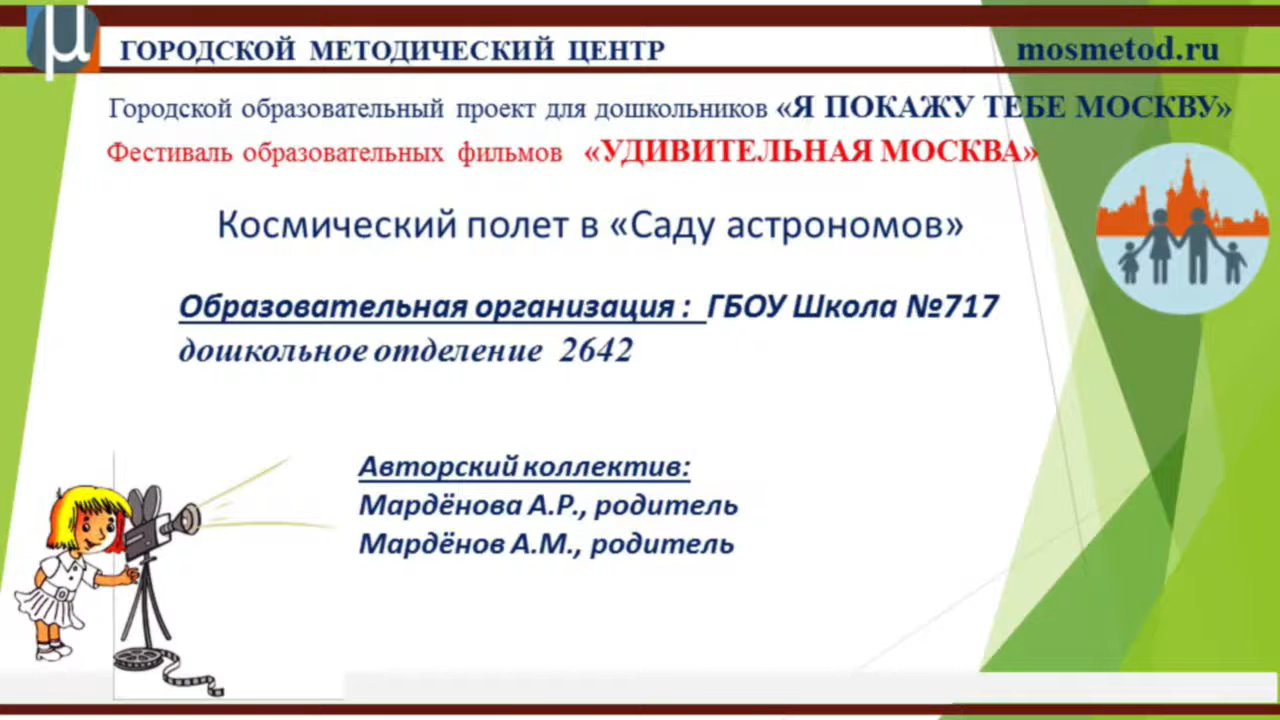 μ
ГОРОДСКОЙ МЕТОДИЧЕСКИЙ ЦЕНТР mosmetod.ru
Городской образовательный проект для дошкольников «Я ПОКАЖУ ТЕБЕ МОСКВУ»
Фестиваль образовательных фильмов «УДИВИТЕЛЬНАЯ МОСКВА»
Космический полет в «Саду астрономов»
Образовательная организация : ГБОУ Школа №717
дошкольное отделение 2642
Авторский коллектив:
Мардёнова А.Р., родитель
Мардёнов А.М., родитель